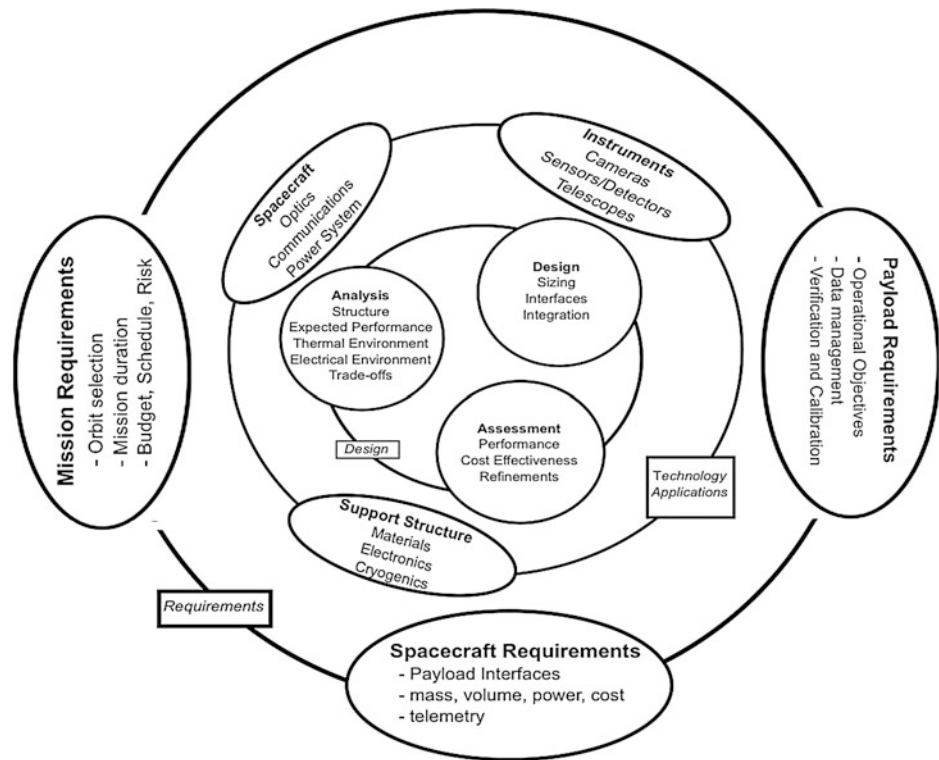 Instruments
Cameras
Sensors/Detectors
Telescopes
Spacecraft
Optics
Communications
Power System
Mission Requirements
- Orbit selection
- Mission duration
- Budget, Schedule, Risk
Payload Requirements
- Operational Objectives
- Data management
- Verification and Calibration
Design
Sizing
Interfaces
Integration
Analysis
Structure
Expected Performance
Thermal Environment
Electrical Environment
Trade-offs
Assessment
Performance
Cost Effectiveness
Refinements
Design
Technology
Applications
Support Structure
Materials
Electronics
Cryogenics
Requirements
Spacecraft Requirements
- Payload Interfaces
- mass, volume, power, cost
- telemetry